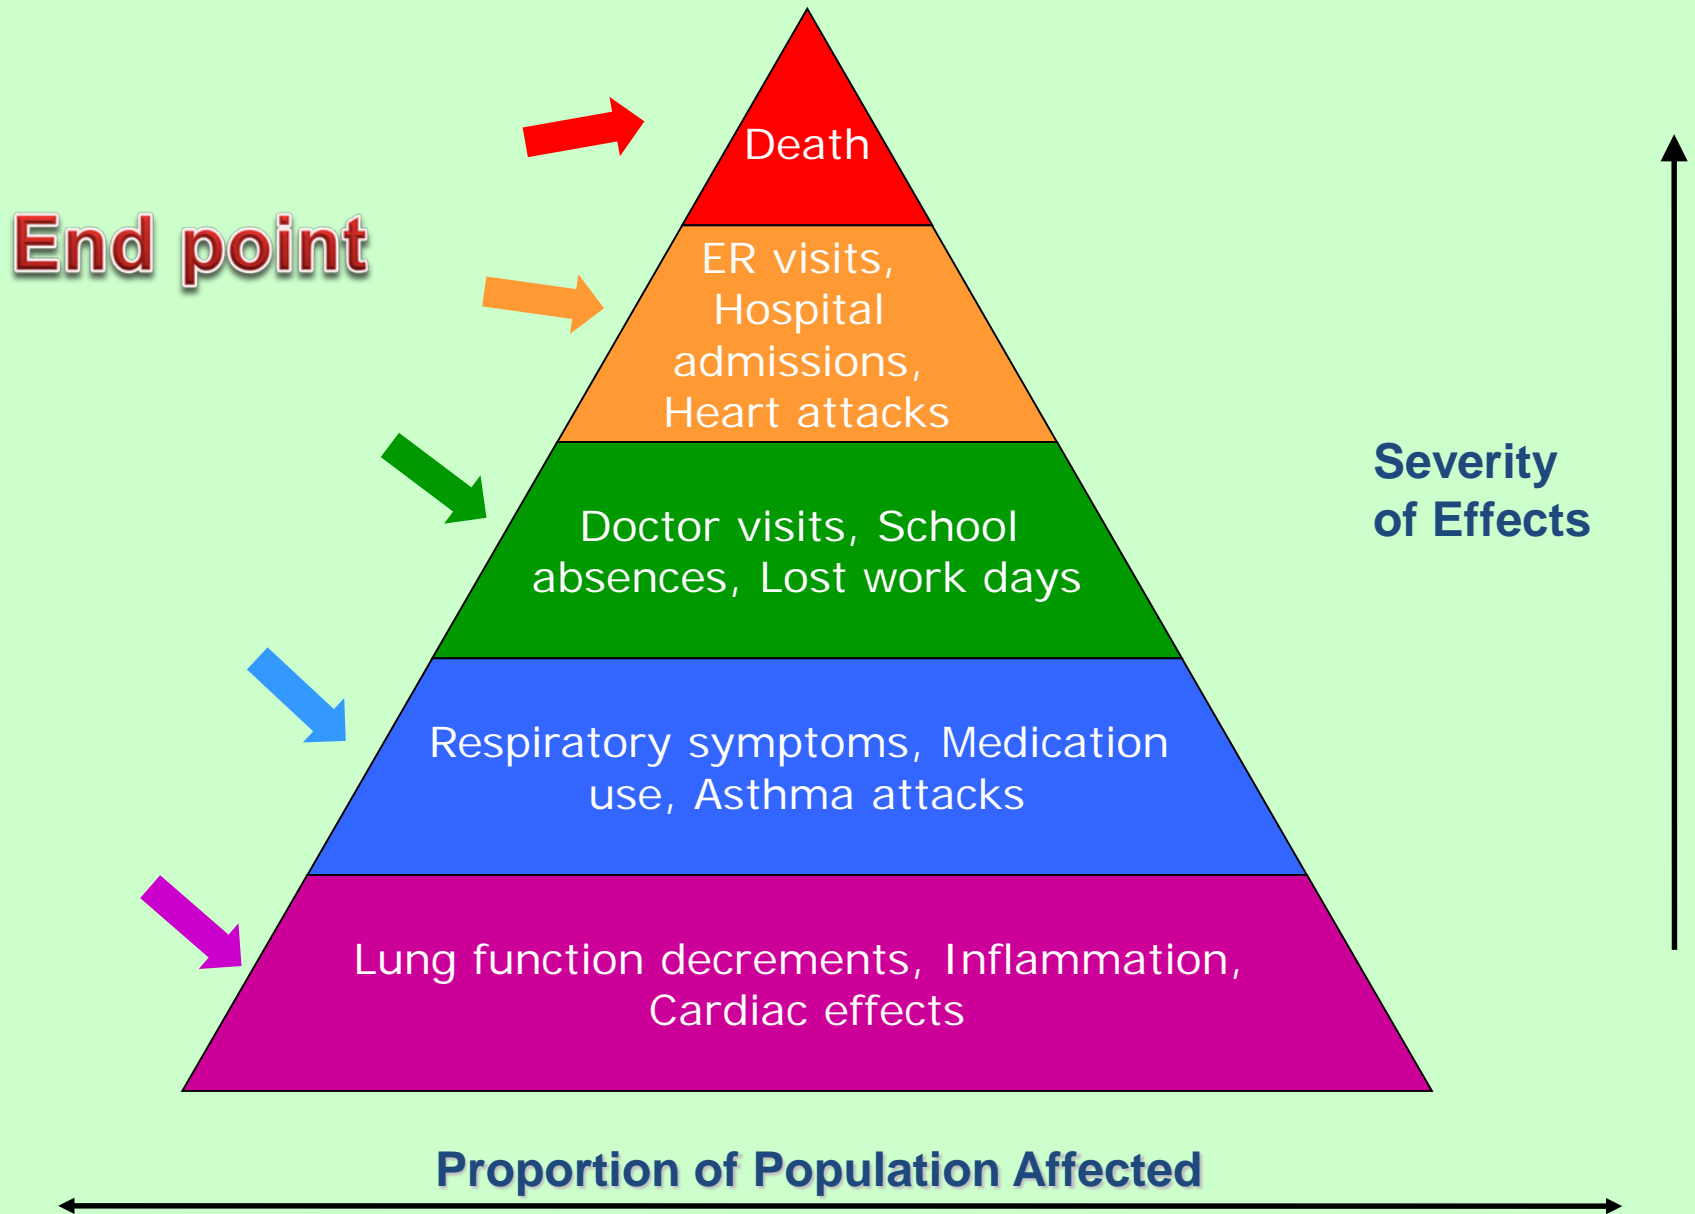 Death
End point
ER visits,
Hospital
admissions,
Heart attacks
Severity
of Effects
Doctor visits, School
absences, Lost work days
Respiratory symptoms, Medication
use, Asthma attacks
Lung function decrements, Inflammation,
Cardiac effects
Proportion of Population Affected